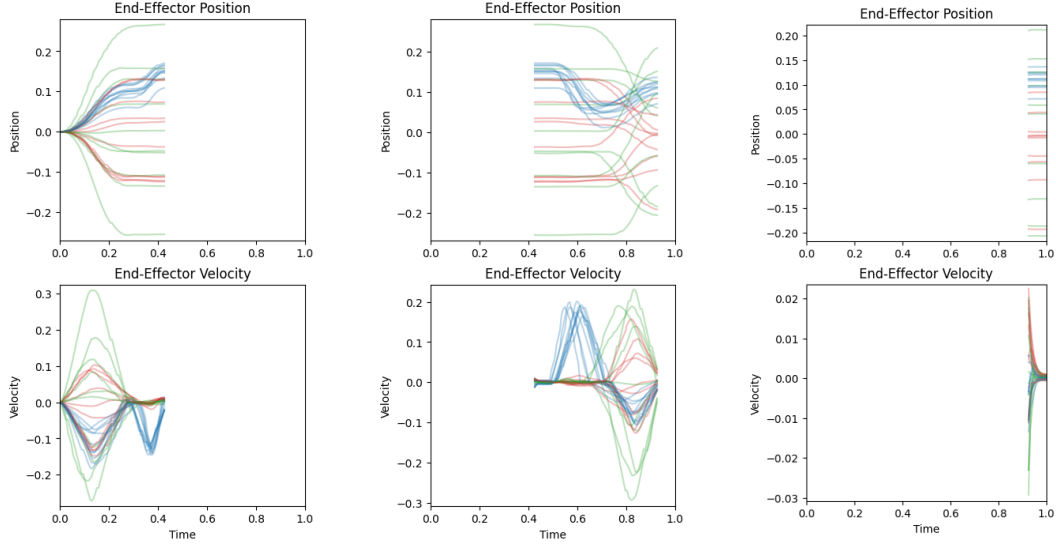 End-Effector Position
End-Effector Position
End-Effector Position
0.2
0.1
0.0
−0.1
−0.2
Position
0.0 0.2 0.4 0.6 0.8 1.0
0.2
0.1
0.0
−0.1
−0.2
Position
0.0 0.2 0.4 0.6 0.8 1.0
0.20
0.15
0.10
0.05
0.00
−0.05
−0.10
−0.15
−0.20
Position
0.0 0.2 0.4 0.6 0.8 1.0
End-Effector Velocity
End-Effector Velocity
End-Effector Velocity
0.3
0.2
0.1
0.0
−0.1
−0.2
Velocity
0.0 0.2 0.4 0.6 0.8 1.0
Time
0.2
0.1
0.0
−0.1
−0.2
−0.3
Velocity
0.0 0.2 0.4 0.6 0.8 1.0
Time
0.02
0.01
0.00
−0.01
−0.02
−0.03
Velocity
0.0 0.2 0.4 0.6 0.8 1.0
Time